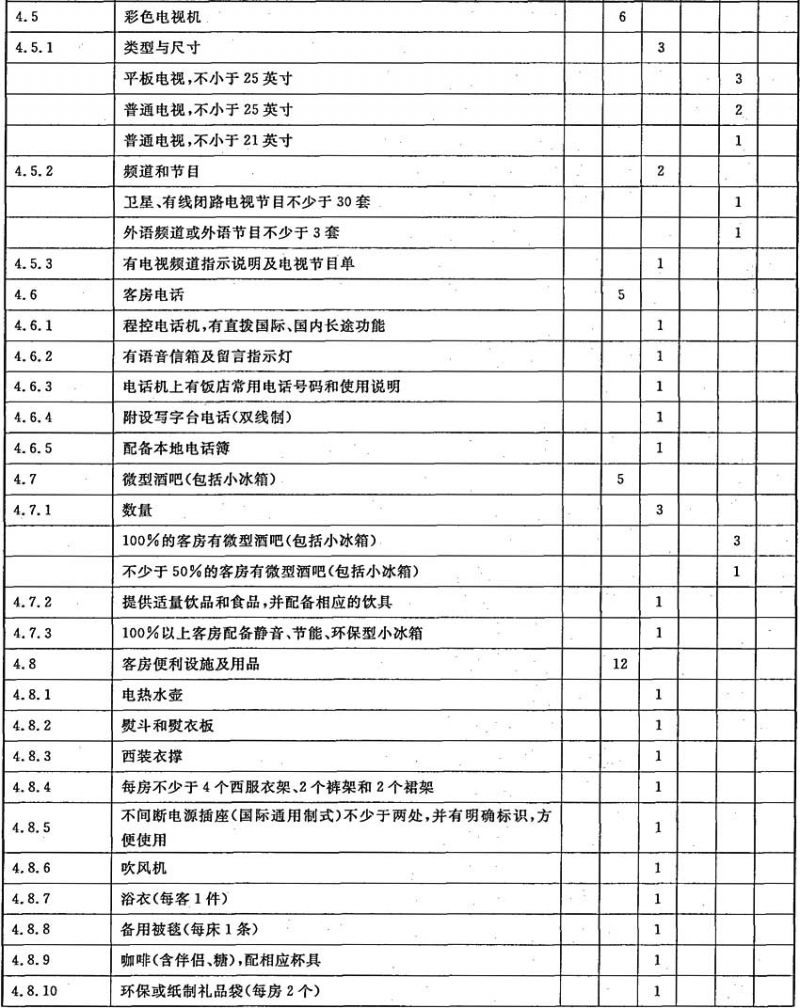 4.5 彩色电视机 6
4.5.1 类型与尺寸 3
平板电视,不小于 25 英寸 3
普通电视,不小于 25 英寸 2
普通电视,不小于 21 英寸 1
4.5.2 频道和节目 2
卫星、有线闭路电视节目不少于 30 套 1
外语频道或外语节目不少于 3 套 1
4.5.3 有电视频道指示说明及电视节目单 1
4.6 客房电话 5
4.6.1 程控电话机,有直拨国际、国内长途功能 1
4.6.2 有语音信箱及留言指示灯 1
4.6.3 电话机上有饭店常用电话号码和使用说明 1
4.6.4 附设写字台电话(双线制) 1
4.6.5 配备本地电话簿 1
4.7 微型酒吧(包括小冰箱) 5
4.7.1 数量 3
100%的客房有微型酒吧(包括小冰箱) 3
不少于 50%的客房有微型酒吧(包括小冰箱) 1
4.7.2 提供适量饮品和食品,并配备相应的饮具 1
4.7.3 100%以上客房配备静音、节能、环保型小冰箱 1
4.8 客房便利设施及用品 12
4.8.1 电热水壶 1
4.8.2 熨斗和熨衣板 1
4.8.3 西装衣撑 1
4.8.4 每房不少于 4 个西服衣架、2 个裤架和 2 个裙架 1
4.8.5 不间断电源插座(国际通用制式)不少于两处,并有明确标识,方
便使用 1
4.8.6 吹风机 1
4.8.7 浴衣(每客 1 件) 1
4.8.8 备用被毯(每床 1 条) 1
4.8.9 咖啡(含伴侣、糖),配相应杯具 1
4.8.10 环保或纸制礼品袋(每房 2 个) 1